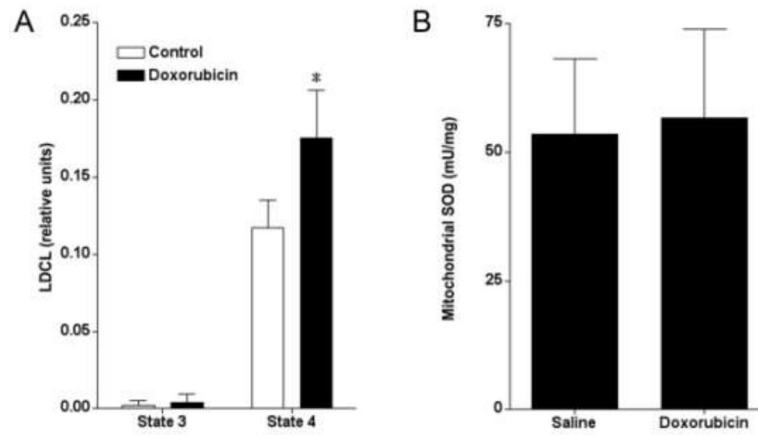 A
LDCL (relative units)
0.25
0.20
0.15
0.10
0.05
0.00
Control
Doxorubicin
*
State 3
State 4
B
Mitochondrial SOD (mU/mg)
75
50
25
0
Saline
Doxorubicin